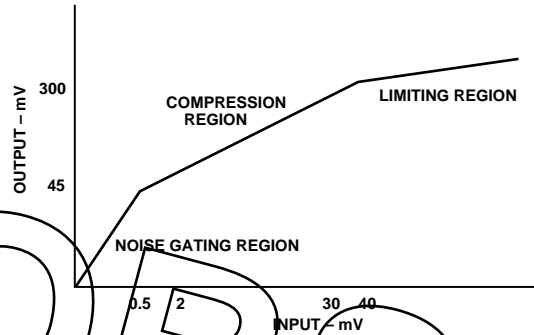 OUTPUT – mV
300
45
COMPRESSION
REGION
LIMITING REGION
NOISE GATING REGION
0.5 2 30 40
INPUT – mV